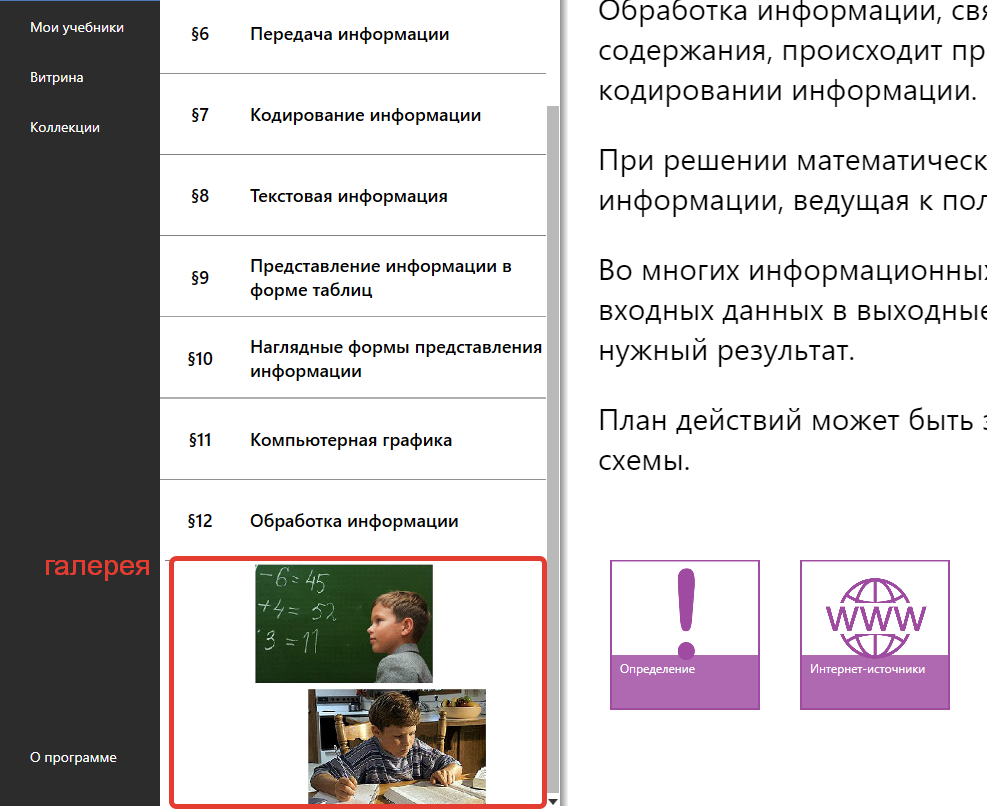 Мои учебники
Витрина
Коллекции
О программе
§6 Передача информации
§7 Кодирование информации
§8 Текстовая информация
§9 Представление информации в
форме таблиц
§10 Наглядные формы представления
информации
§11 Компьютерная графика
§12 Обработка информации
галерея
-6=45
+4=52
3=11
Обработка информации, свя
содержания, происходит пр
кодировании информации.
При решении математическ
информации, ведущая к пол
Во многих информационных
входных данных в выходные
нужный результат.
План действий может быть з
схемы.
Определение
WWW
Интернет-источники